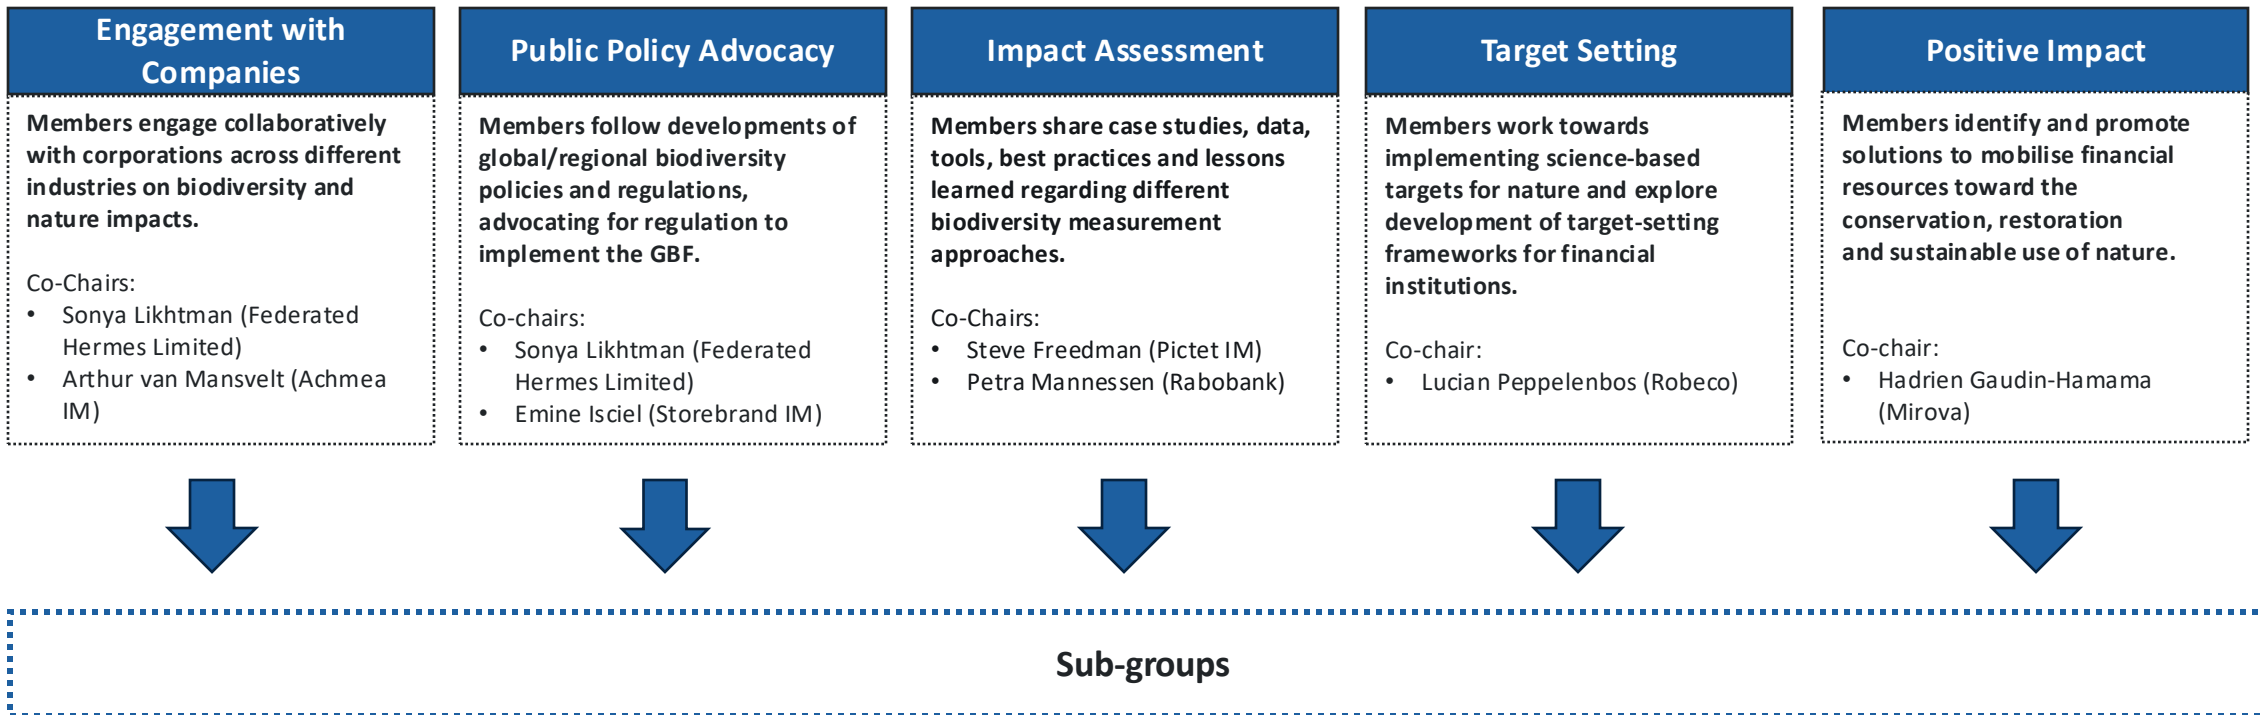 Engagement with
Companies
Members engage collaboratively
with corporations across different
industries on biodiversity and
nature impacts.
Co-Chairs:
• Sonya Likhtman (Federated
Hermes Limited)
• Arthur van Mansvelt (Achmea
IM)
Public Policy Advocacy
Members follow developments of
global/regional biodiversity
policies and regulations,
advocating for regulation to
implement the GBF.
Co-chairs:
• Sonya Likhtman (Federated
Hermes Limited)
• Emine Isciel (Storebrand IM)
Impact Assessment
Members share case studies, data,
tools, best practices and lessons
learned regarding different
biodiversity measurement
approaches.
Co-Chairs:
• Steve Freedman (Pictet IM)
• Petra Mannessen (Rabobank)
Target Setting
Members work towards
implementing science-based
targets for nature and explore
development of target-setting
frameworks for financial
institutions.
Co-chair:
• Lucian Peppelenbos (Robeco)
Positive Impact
Members identify and promote
solutions to mobilise financial
resources toward the
conservation, restoration
and sustainable use of nature.
Co-chair:
• Hadrien Gaudin-Hamama
(Mirova)
Sub-groups